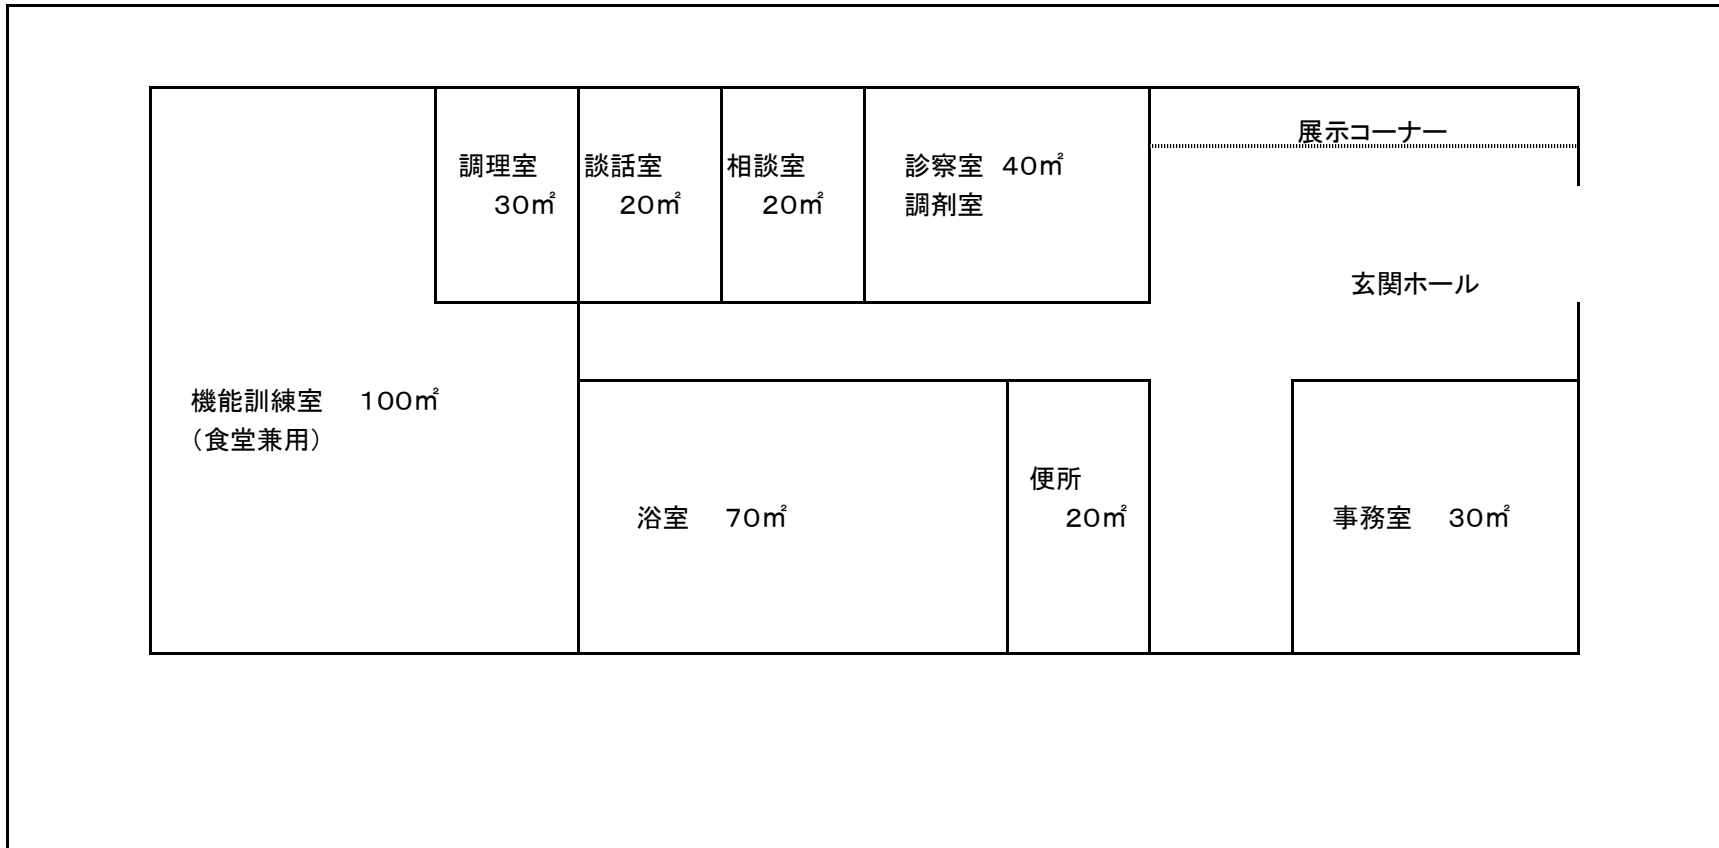 展示コーナー
調理室
30㎡
談話室
20㎡
相談室
20㎡
診察室 40㎡
調剤室
玄関ホール
機能訓練室 100㎡
（食堂兼用）
浴室 70㎡
便所
20㎡
事務室 30㎡